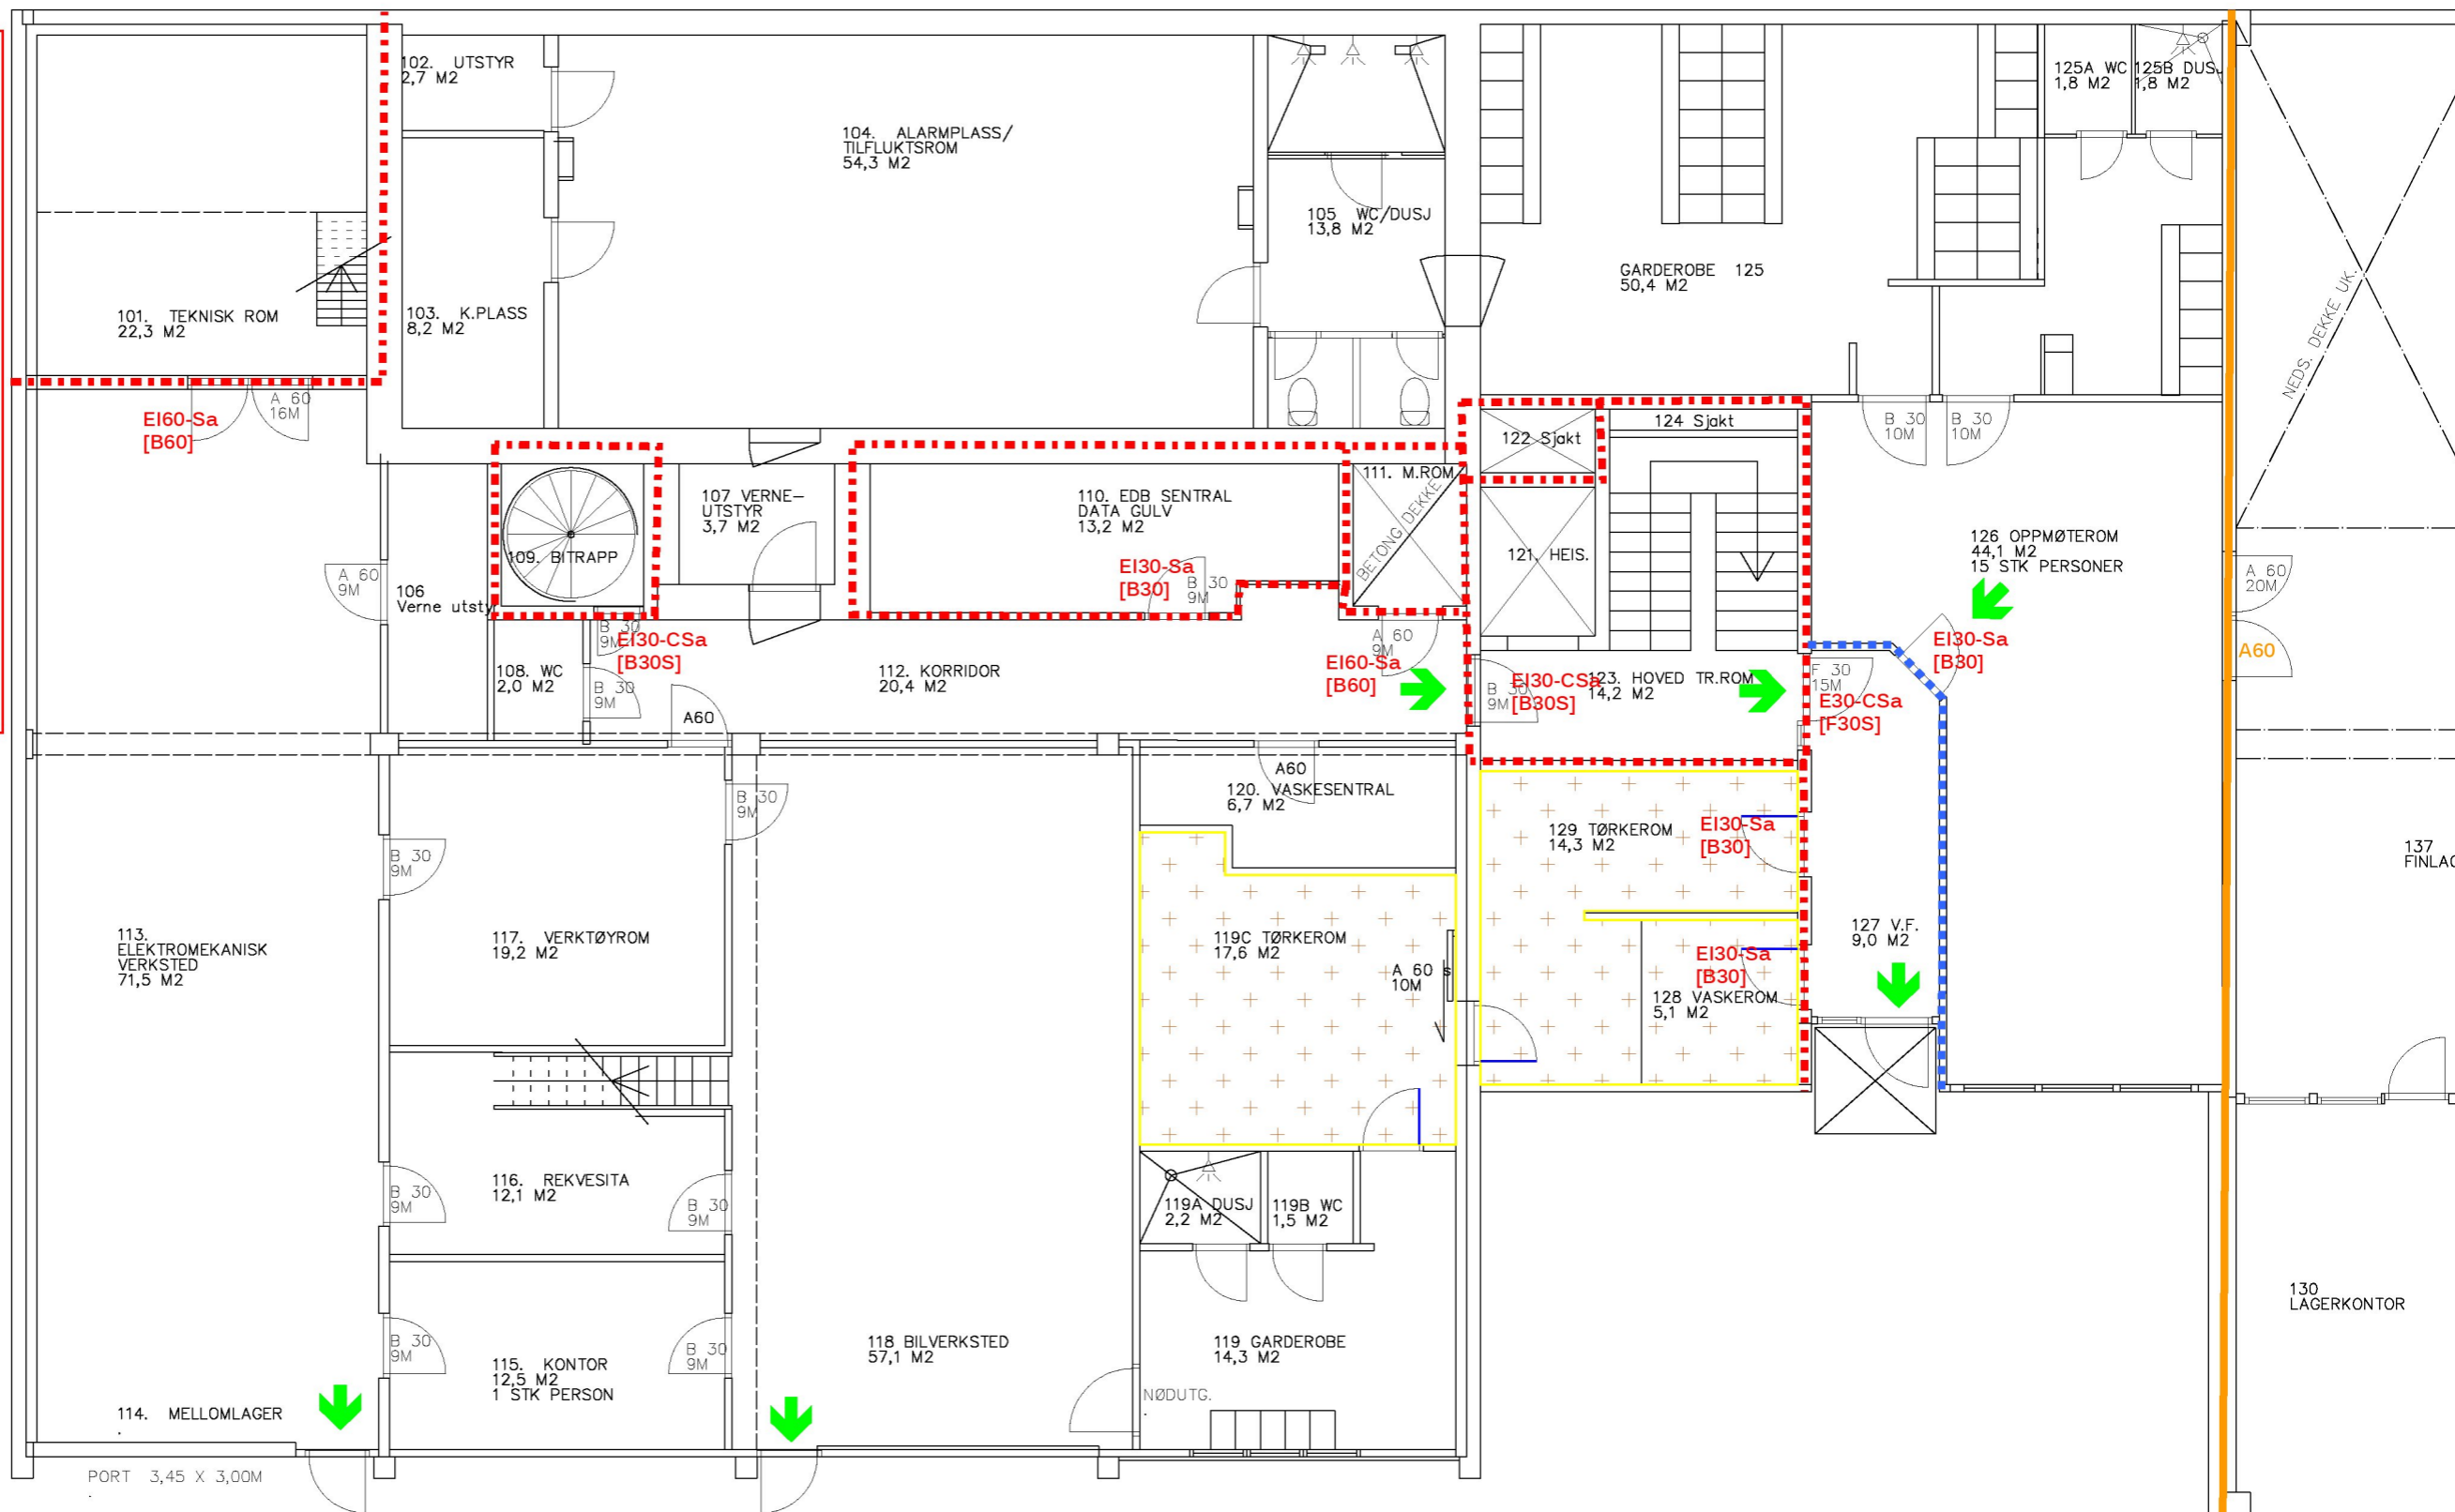 102. UTSTYR
2,7 M2
104. ALARMPLASS/
TILFLUKTSROM
54,3 M2
125A WC
1,8 M2
125B DUSJ
1,8 M2
105 WC/DUSJ
13,8 M2
GARDEROBE 125
50,4 M2
NEDS. DEKKE UK.
101. TEKNISK ROM
22,3 M2
103. K.PLASS
8,2 M2
EI60-Sa
[B60]
A 60
16M
122 Sjakt
124 Sjakt
B 30
10M
B 30
10M
107 VERNE-
UTSTYR
3,7 M2
110. EDB SENTRAL
DATA GULV
13,2 M2
111. M.ROM
BETONG DEKKE
109. BITRAPP
121. HEIS.
126 OPPMØTEROM
44,1 M2
15 STK PERSONER
A 60
9M
106
Verne utsty
EI30-Sa
[B30]
B 30
9M
A 60
20M
B 30
9M
EI30-CSa
[B30S]
A 60
9M
EI60-Sa
[B60]
EI30-Sa
[B30]
A60
108. WC
2,0 M2
B 30
9M
112. KORRIDOR
20,4 M2
B 30
9M
EI30-CSa
[B30S]
123. HOVED TR.ROM
14,2 M2
F 30
15M
E30-CSa
[F30S]
A60
A60
120. VASKESENTRAL
6,7 M2
B 30
9M
129 TØRKEROM
14,3 M2
EI30-Sa
[B30]
137
B 30
9M
113.
ELEKTROMEKANISK
VERKSTED
71,5 M2
117. VERKTØYROM
19,2 M2
119C TØRKEROM
17,6 M2
A 60 s
10M
EI30-Sa
[B30]
128 VASKEROM
5,1 M2
127 V.F.
9,0 M2
B 30
9M
116. REKVESITA
12,1 M2
B 30
9M
119A DUSJ
2,2 M2
119B WC
1,5 M2
130
LAGERKONTOR
B 30
9M
115. KONTOR
12,5 M2
1 STK PERSON
B 30
9M
118 BILVERKSTED
57,1 M2
119 GARDEROBE
14,3 M2
NØDUTG.
114. MELLOMLAGER
PORT 3,45 X 3,00M